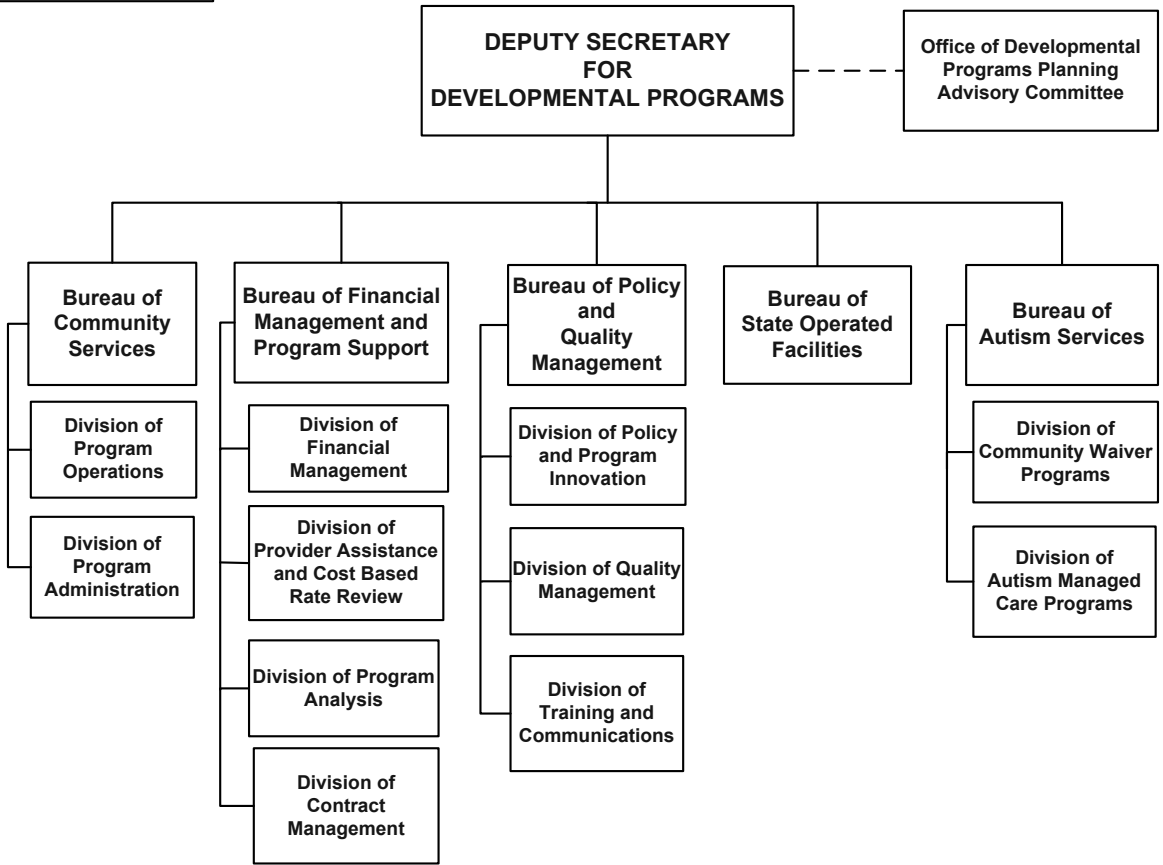 DEPUTY SECRETARY
FOR
DEVELOPMENTAL PROGRAMS
Office of Developmental
Programs Planning
Advisory Committee
Bureau of
Community
Services
Bureau of Financial
Management and
Program Support
Bureau of Policy
and
Quality
Management
Bureau of
State Operated
Facilities
Bureau of
Autism Services
Division of
Program
Operations
Division of
Program
Administration
Division of
Financial
Management
Division of
Provider Assistance
and Cost Based
Rate Review
Division of Program
Analysis
Division of
Contract
Management
Division of Policy
and Program
Innovation
Division of Quality
Management
Division of
Training and
Communications
Division of
Community Waiver
Programs
Division of
Autism Managed
Care Programs